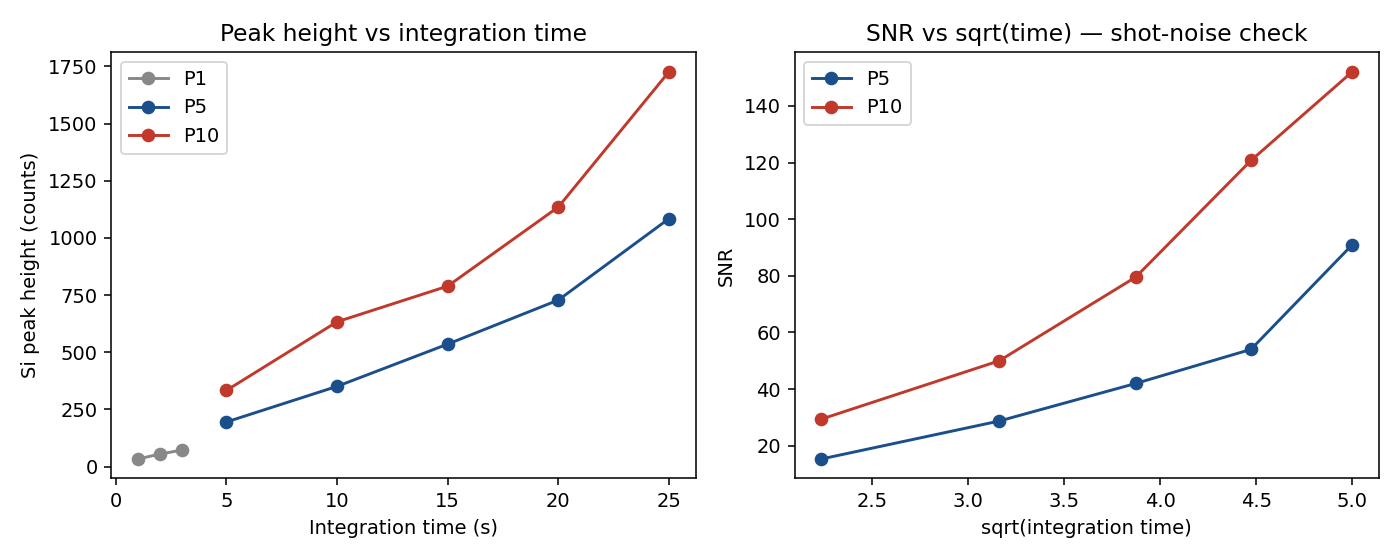 Peak height vs integration time
Si peak height (counts)
1750
1500
1250
1000
750
500
250
0
P1
P5
P10
0 5 10 15 20 25
Integration time (s)
SNR vs sqrt(time) — shot-noise check
SNR
140
120
100
80
60
40
20
P5
P10
2.5 3.0 3.5 4.0 4.5 5.0
sqrt(integration time)